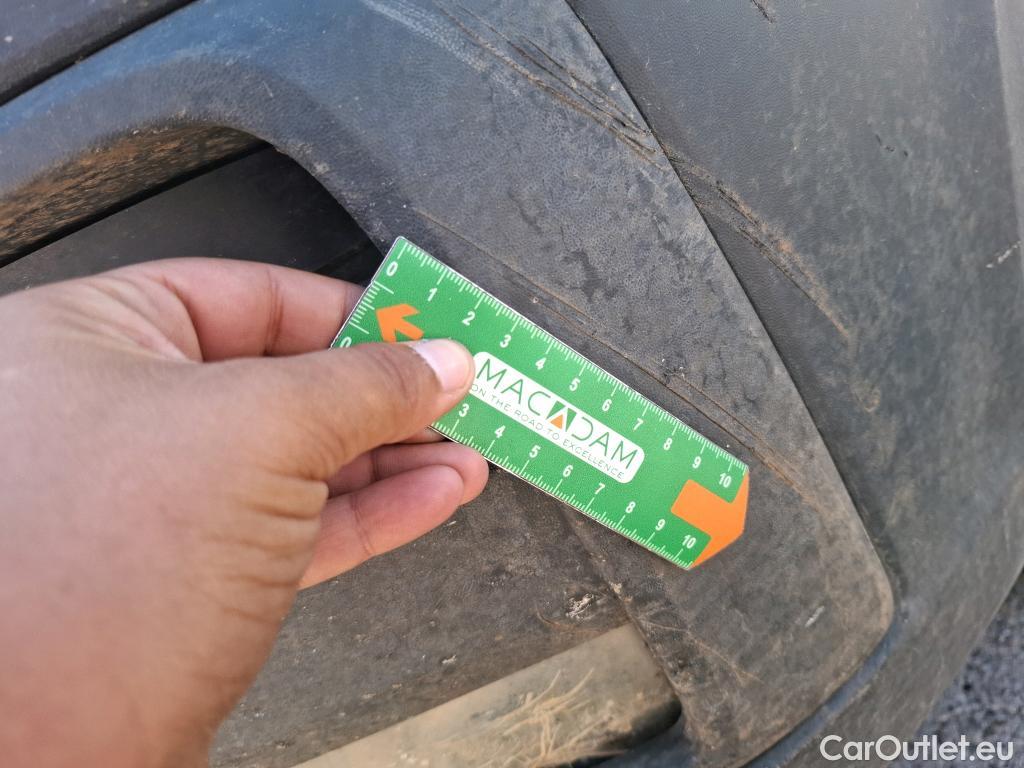 0 1 2 3 4 5 6 7 8 9 10
MACADAM
ON THE ROAD TO EXCELLENCE
0 3 4 5 6 7 8 9 10
CarOutlet.eu